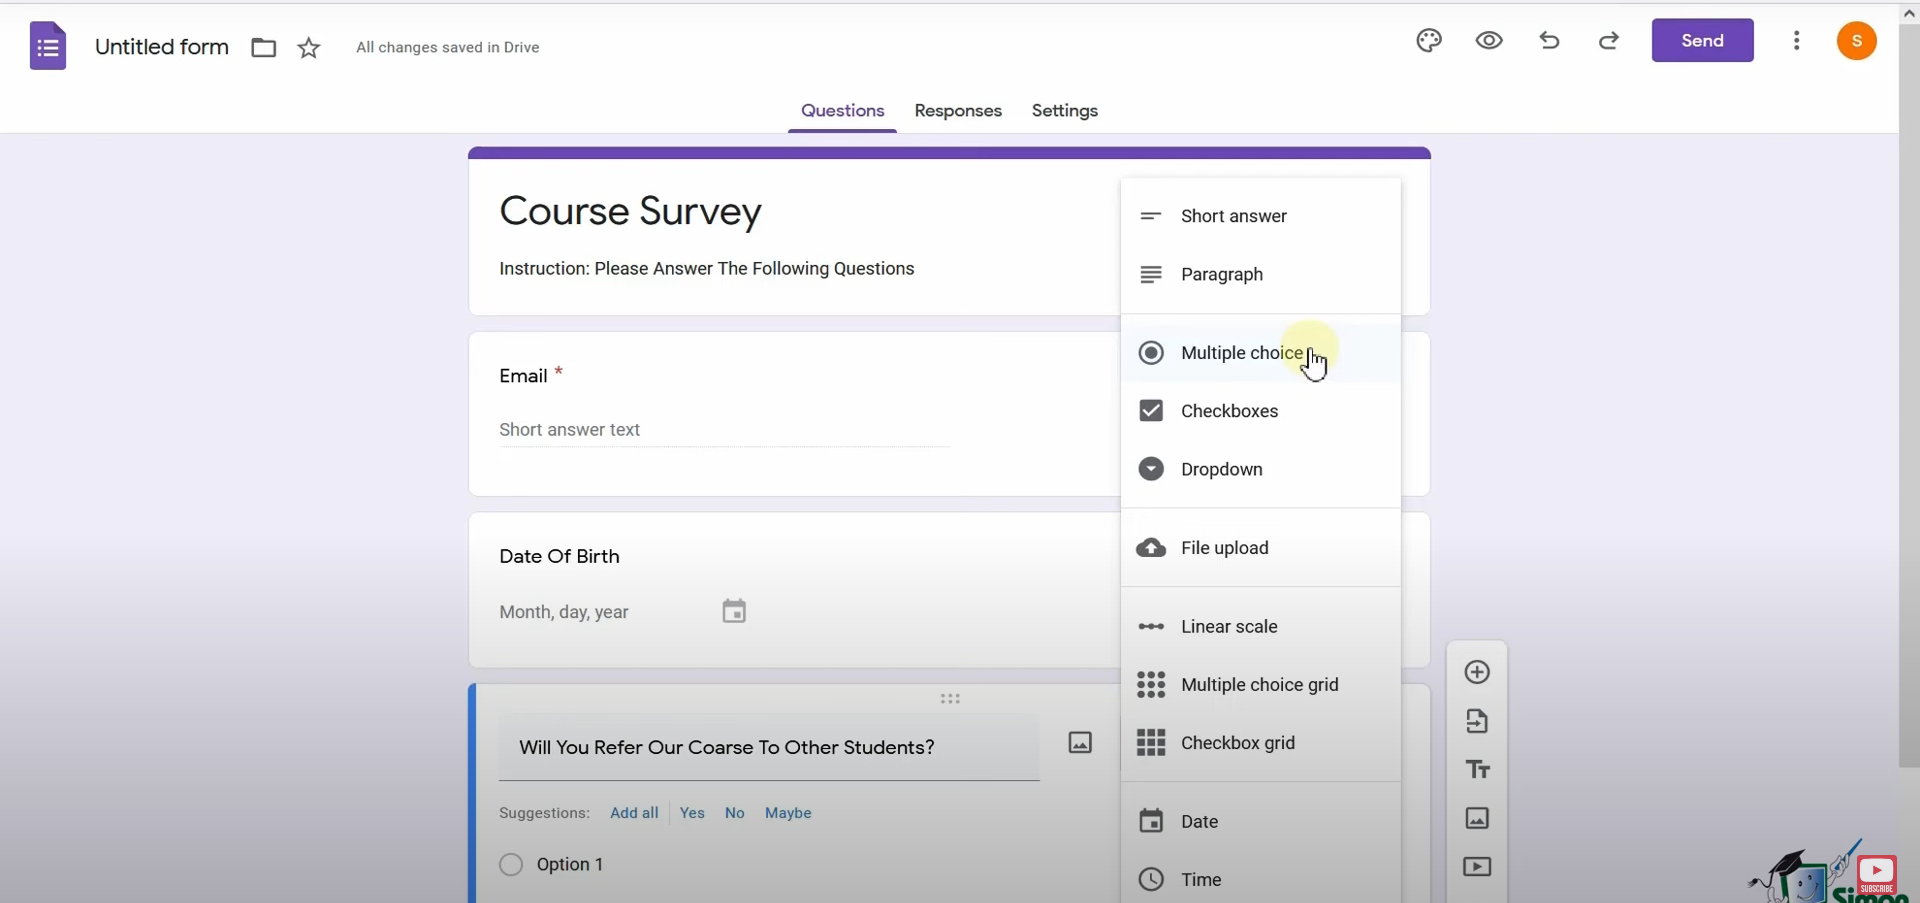 Untitled form
All changes saved in Drive
Send
S
Questions Responses Settings
Course Survey
Instruction: Please Answer The Following Questions
Short answer
Paragraph
Multiple choice
Checkboxes
Dropdown
File upload
Linear scale
Multiple choice grid
Checkbox grid
Date
Time
Email *
Short answer text
Date Of Birth
Month, day, year
Will You Refer Our Coarse To Other Students?
Suggestions: Add all Yes No Maybe
Option 1
Tт
SUBSCRIBE
Simon